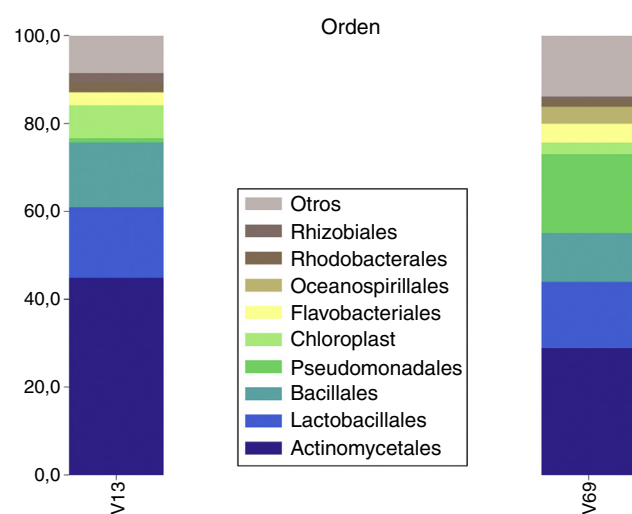 Orden
100,0
80,0
60,0
40,0
20,0
0,0
Otros
Rhizobiales
Rhodobacterales
Oceanospirillales
Flavobacteriales
Chloroplast
Pseudomonadales
Bacillales
Lactobacillales
Actinomycetales
V13
V69